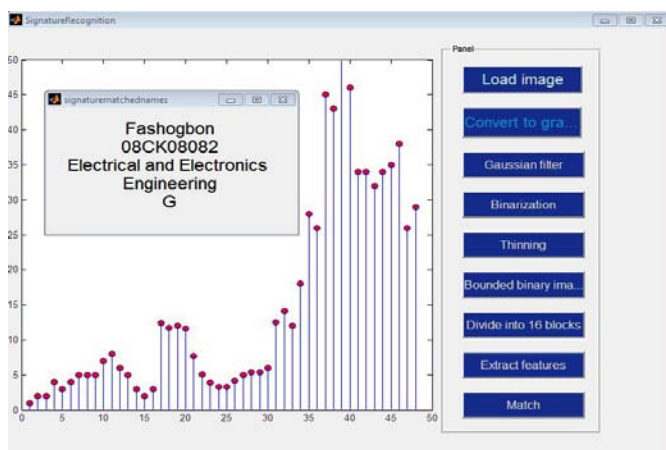 SignatureRecognition
Panel
Load image
Convert to gra...
Gaussian filter
Binarization
Thinning
Bounded binary ima...
Divide into 16 blocks
Extract features
Match
signaturematchednames
Fashogbon
08CK08082
Electrical and Electronics
Engineering
G
50
45
40
35
30
25
20
15
10
5
0
0 5 10 15 20 25 30 35 40 45 50